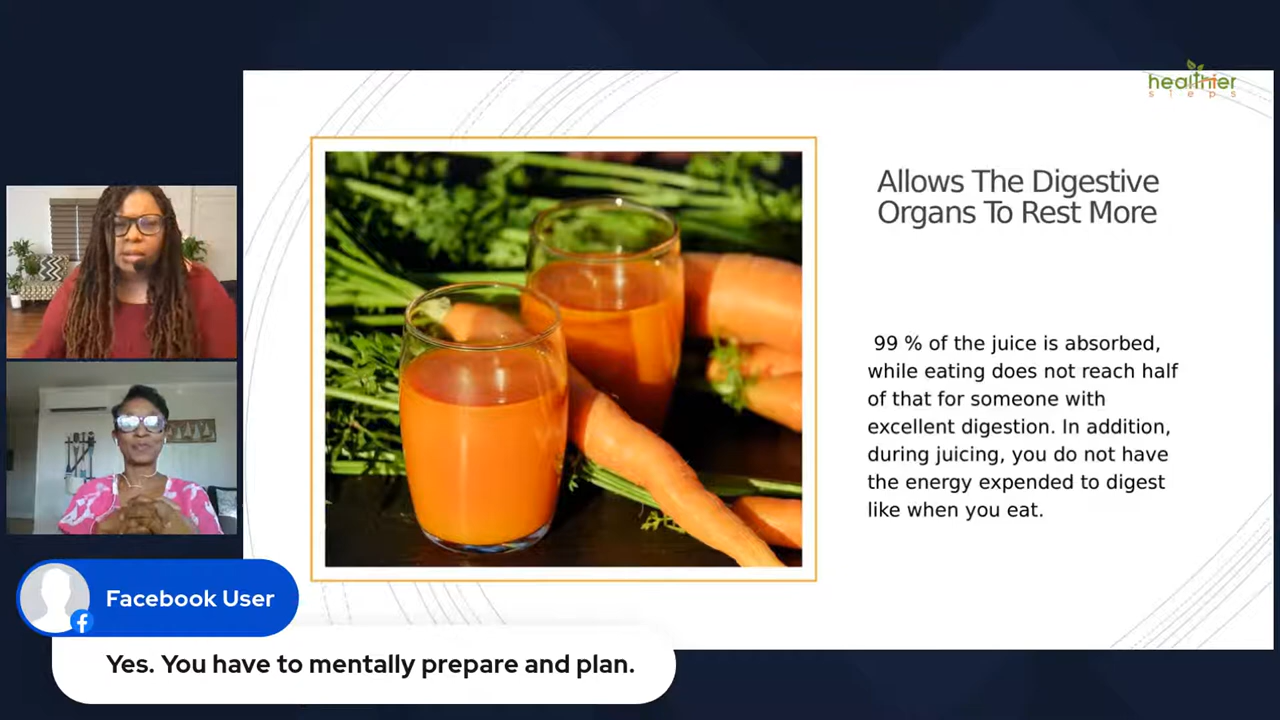 healthier
steps
Allows The Digestive
Organs To Rest More
99 % of the juice is absorbed,
while eating does not reach half
of that for someone with
excellent digestion. In addition,
during juicing, you do not have
the energy expended to digest
like when you eat.
Facebook User
Yes. You have to mentally prepare and plan.